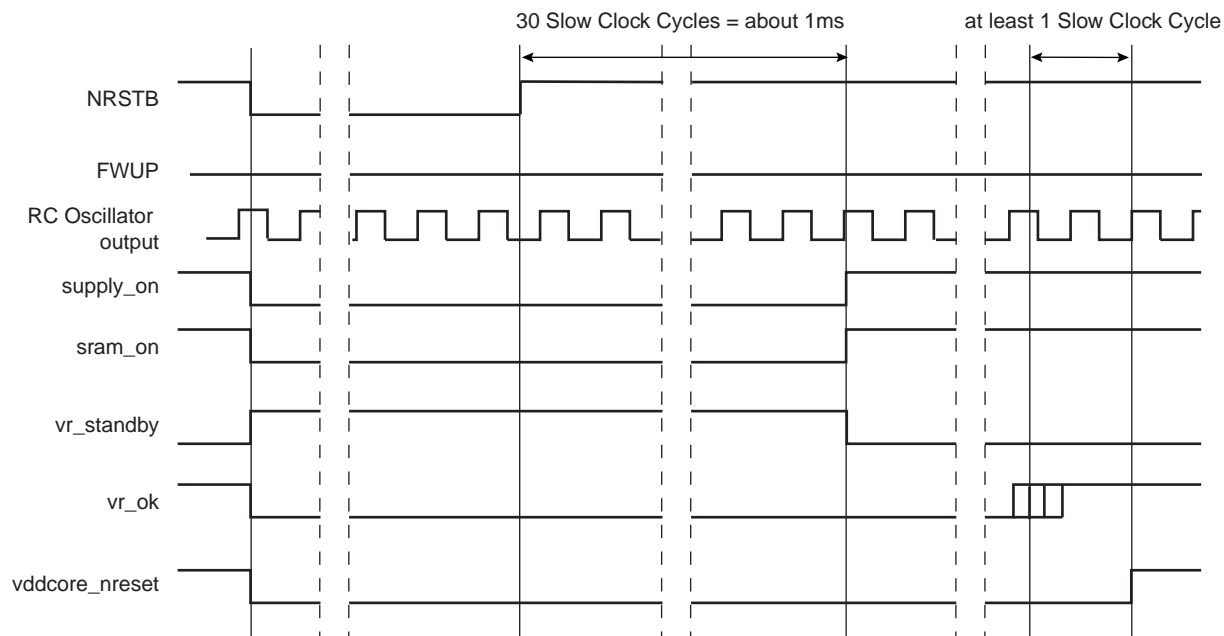 30 Slow Clock Cycles = about 1ms
at least 1 Slow Clock Cycle
NRSTB
FWUP
RC Oscillator
output
supply_on
sram_on
vr_standby
vr_ok
vddcore_nreset